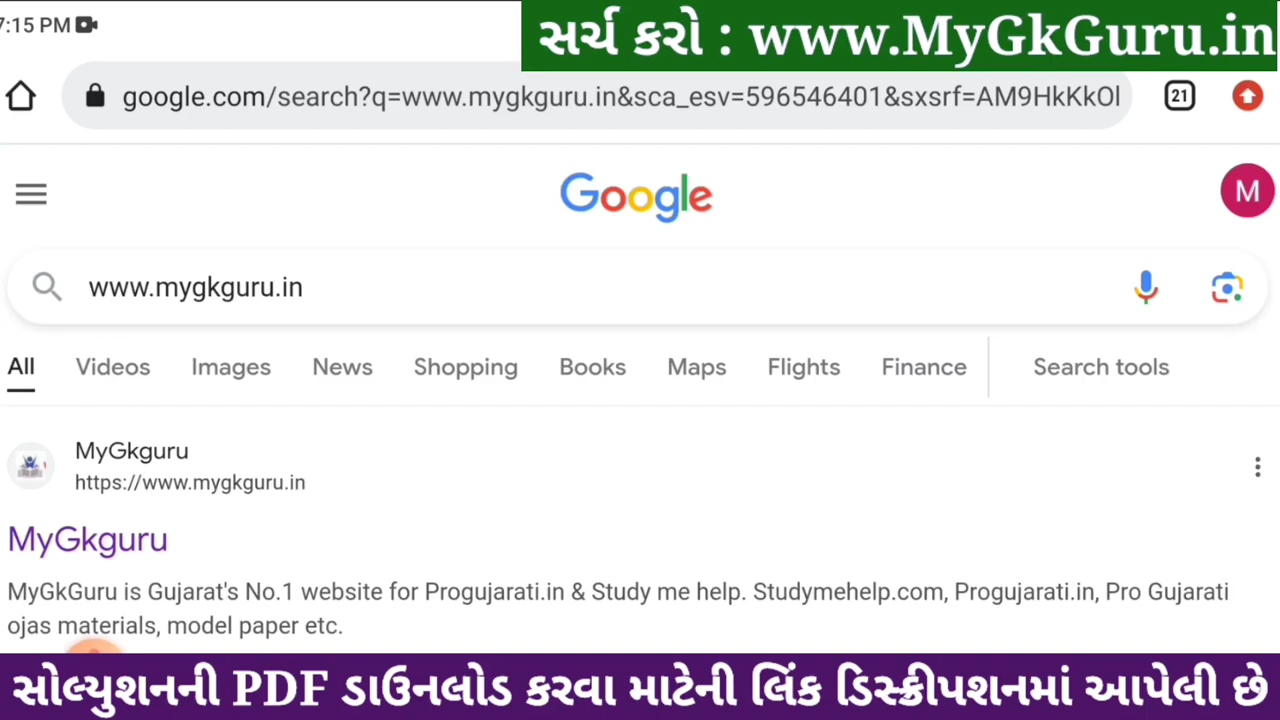 7:15 PM
સર્ચ કરો : www.MyGkGuru.in
google.com/search?q=www.mygkguru.in&sca_esv=596546401&sxsrf=AM9HkKkOl
21
Google
M
www.mygkguru.in
All Videos Images News Shopping Books Maps Flights Finance Search tools
MyGkguru
https://www.mygkguru.in
MyGkguru
MyGkGuru is Gujarat's No.1 website for Progujarati.in & Study me help. Studymehelp.com, Progujarati.in, Pro Gujarati
ojas materials, model paper etc.
સોલ્યુશનની PDF ડાઉનલોડ કરવા માટેની લિંક ડિસ્ક્રીપશનમાં આપેલી છે